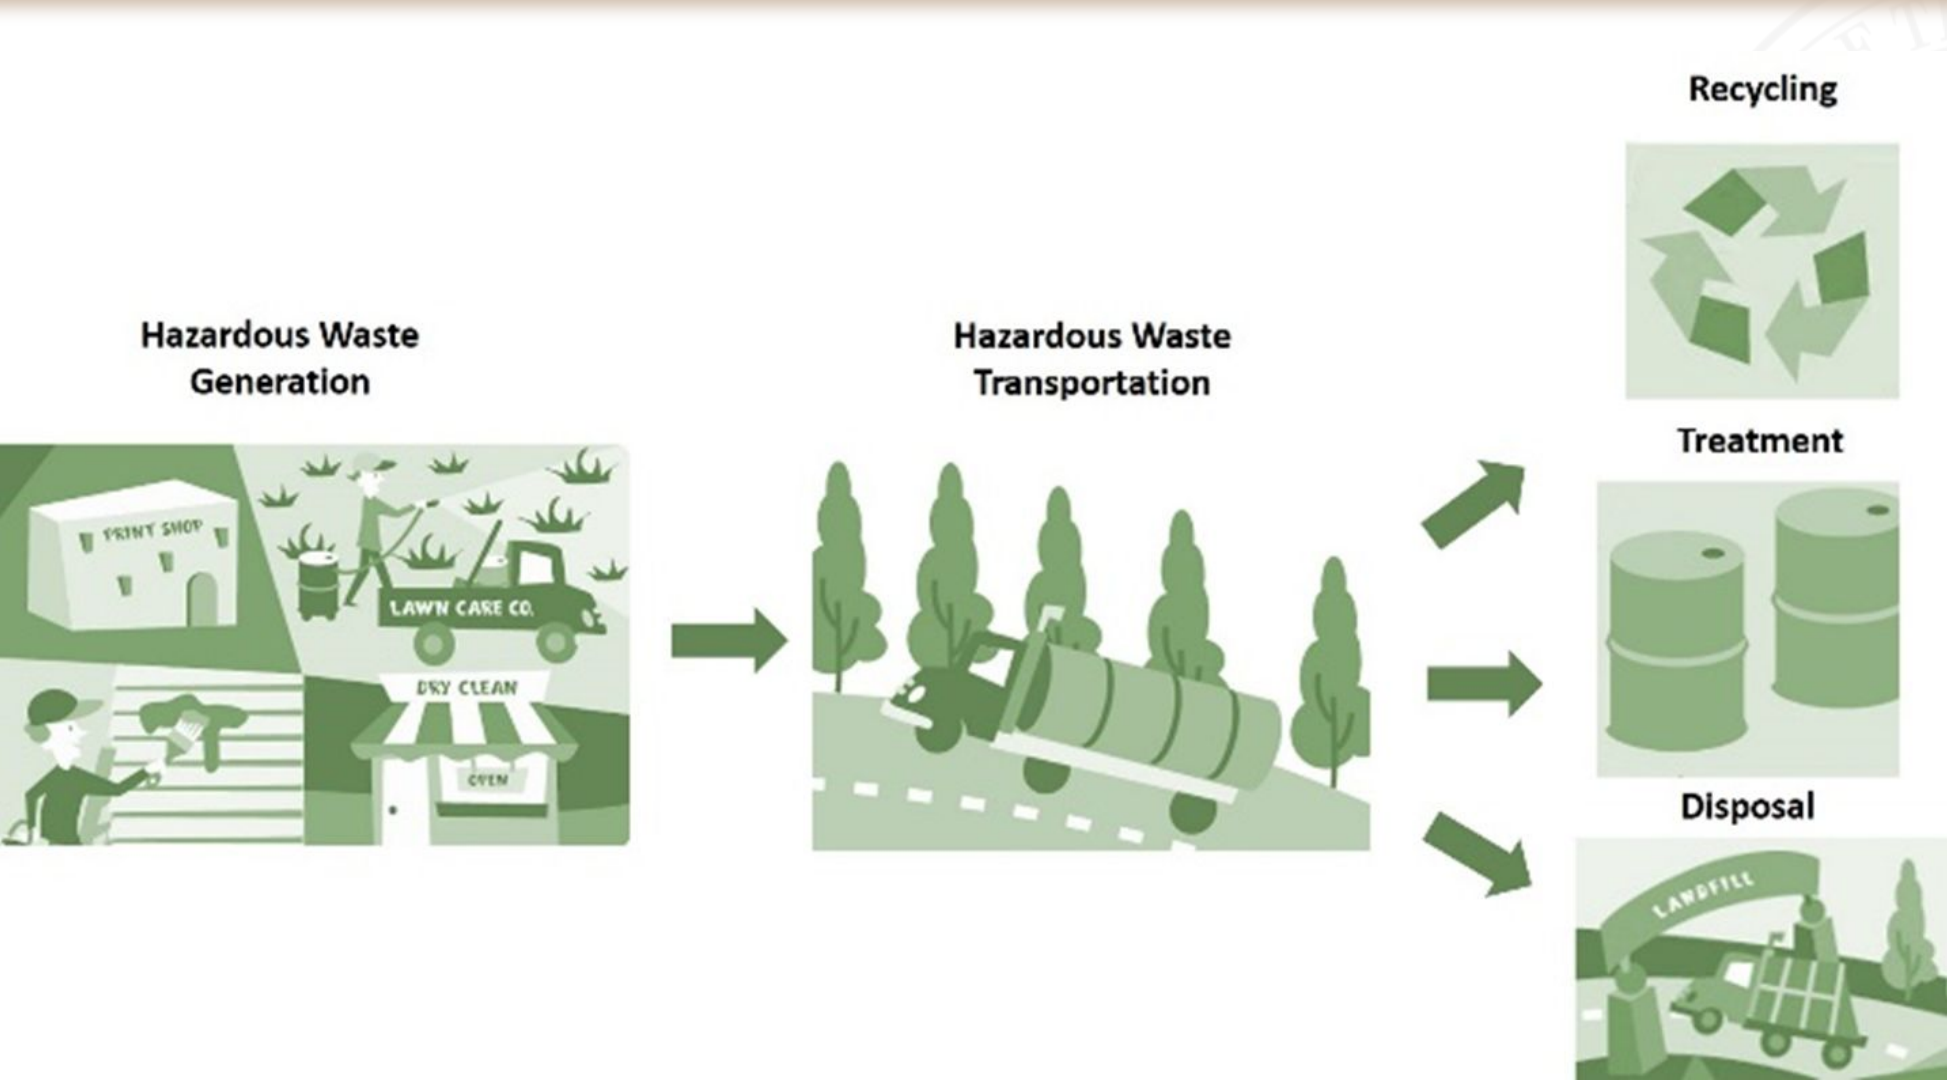 Hazardous Waste
Generation
PRINT SHOP
LAWN CARE CO.
DRY CLEAN
OPEN
Hazardous Waste
Transportation
Recycling
Treatment
Disposal
LANDFILL